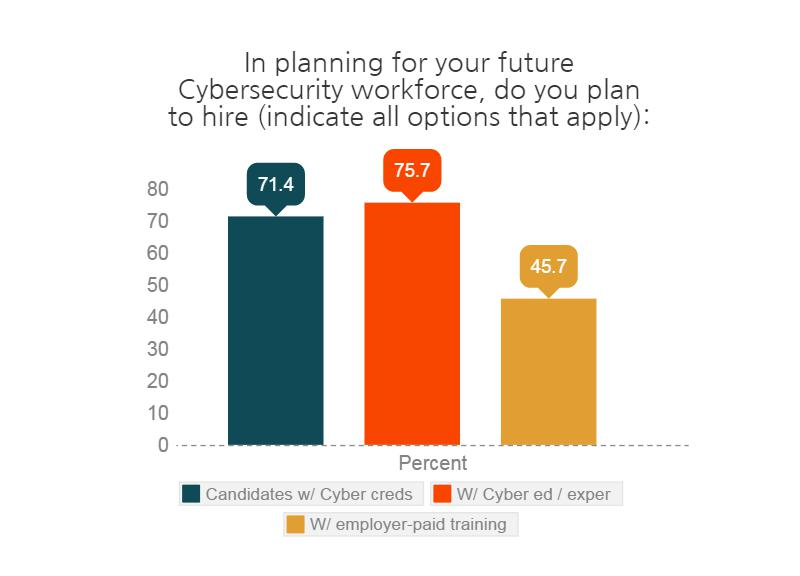 In planning for your future
Cybersecurity workforce, do you plan
to hire (indicate all options that apply):
75.7
71.4
80
70
60
45.7
50
40
30
20
10
0
Percent
Candidates w/ Cyber creds W/ Cyber ed / exper
W/ employer-paid training